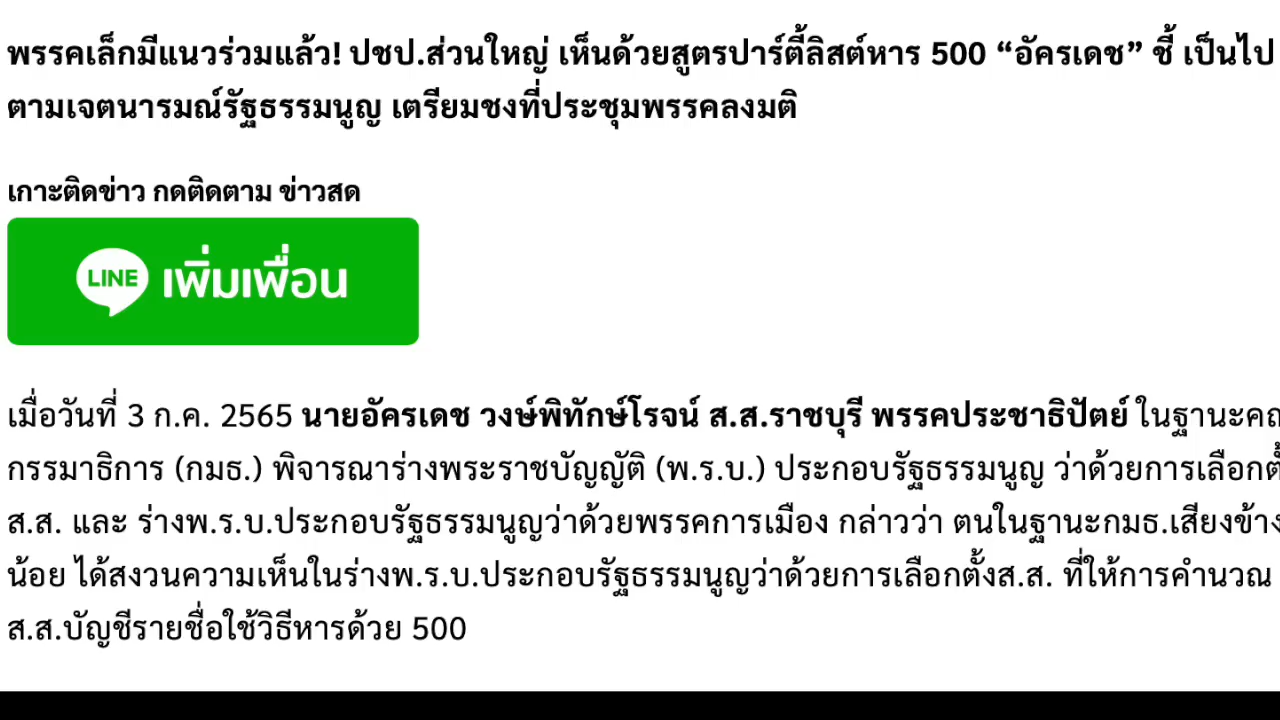 พรรคเล็กมีแนวร่วมแล้ว! ปชป.ส่วนใหญ่ เห็นด้วยสูตรปาร์ตี้ลิสต์หาร 500 “อัครเดช” ชี้ เป็นไป
ตามเจตนารมณ์รัฐธรรมนูญ เตรียมชงที่ประชุมพรรคลงมติ
เกาะติดข่าว กดติดตาม ข่าวสด
LINE เพิ่มเพื่อน
เมื่อวันที่ 3 ก.ค. 2565 นายอัครเดช วงษ์พิทักษ์โรจน์ ส.ส.ราชบุรี พรรคประชาธิปัตย์ ในฐานะ
กรรมาธิการ (กมธ.) พิจารณาร่างพระราชบัญญัติ (พ.ร.บ.) ประกอบรัฐธรรมนูญ ว่าด้วยการ
ส.ส. และ ร่างพ.ร.บ.ประกอบรัฐธรรมนูญว่าด้วยพรรคการเมือง กล่าวว่า ตนในฐานะกมธ.เสียงข้าง
น้อย ได้สงวนความเห็นในร่างพ.ร.บ.ประกอบรัฐธรรมนูญว่าด้วยการเลือกตั้งส.ส. ที่ให้การคำนวณ
ส.ส.บัญชีรายชื่อใช้วิธีหารด้วย 500